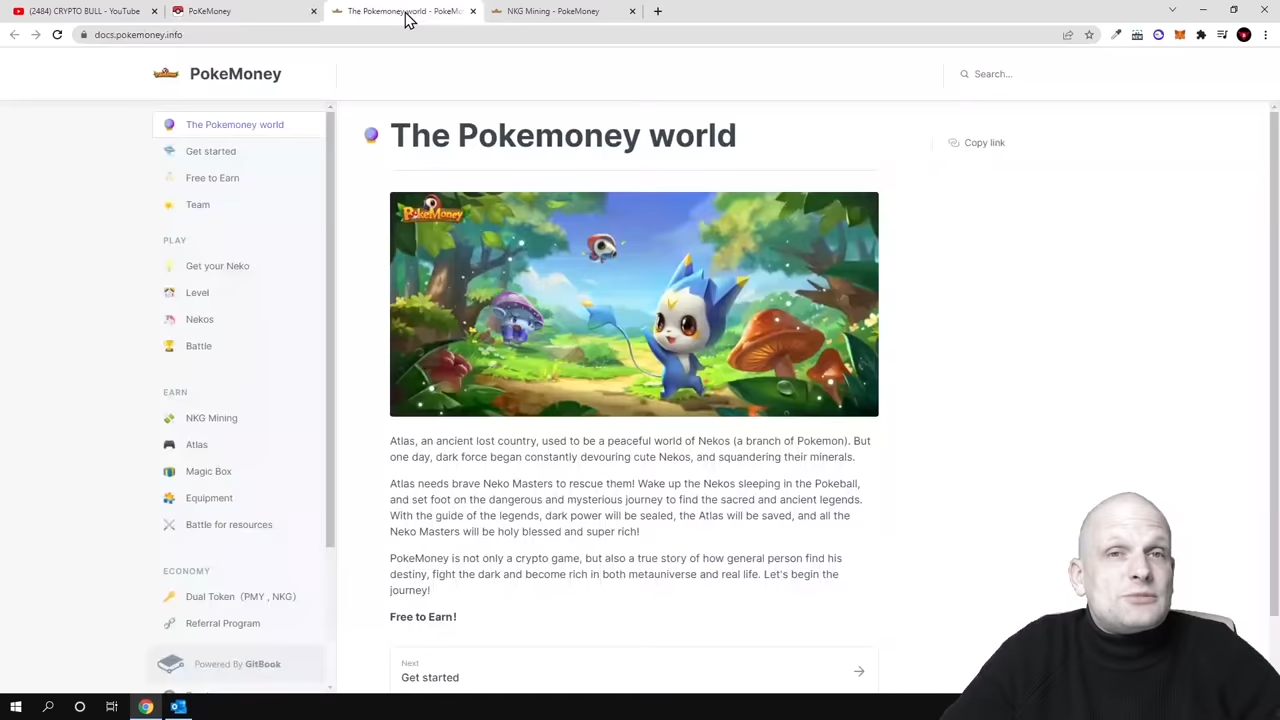 (2484) CRYPTO BULL - YouTube
PoKeMoney
The Pokemoney world - PokeMo
NKG Mining - PokeMoney
docs.pokemoney.info
PokeMoney
Search...
The Pokemoney world
Get started
Free to Earn
Team
PLAY
Get your Neko
Level
Nekos
Battle
EARN
NKG Mining
Atlas
Magic Box
Equipment
Battle for resources
ECONOMY
Dual Token（PMY , NKG）
Referral Program
Powered By GitBook
The Pokemoney world
Copy link
PokeMoney
Atlas, an ancient lost country, used to be a peaceful world of Nekos (a branch of Pokemon). But
one day, dark force began constantly devouring cute Nekos, and squandering their minerals.
Atlas needs brave Neko Masters to rescue them! Wake up the Nekos sleeping in the Pokeball,
and set foot on the dangerous and mysterious journey to find the sacred and ancient legends.
With the guide of the legends, dark power will be sealed, the Atlas will be saved, and all the
Neko Masters will be holy blessed and super rich!
PokeMoney is not only a crypto game, but also a true story of how general person find his
destiny, fight the dark and become rich in both metauniverse and real life. Let's begin the
journey!
Free to Earn!
Next
Get started